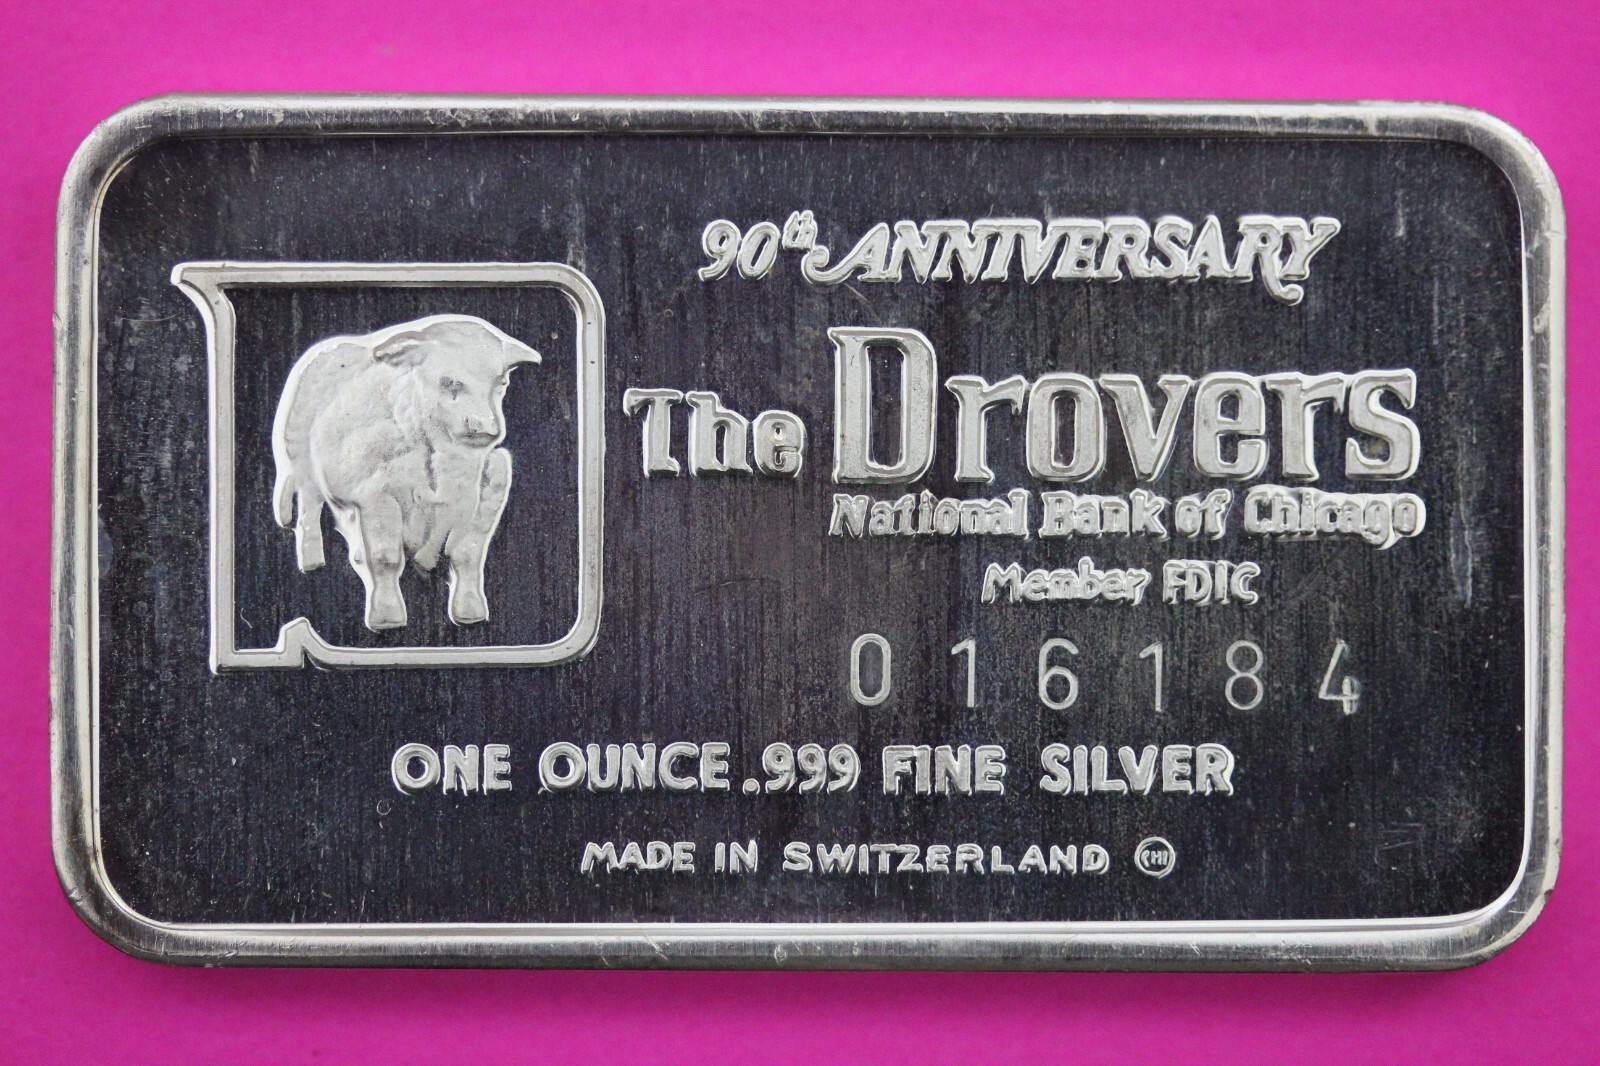 90th ANNIVERSARY
The Drovers
National Bank of Chicago
Member FDIC
016184
ONE OUNCE .999 FINE SILVER
MADE IN SWITZERLAND CHI